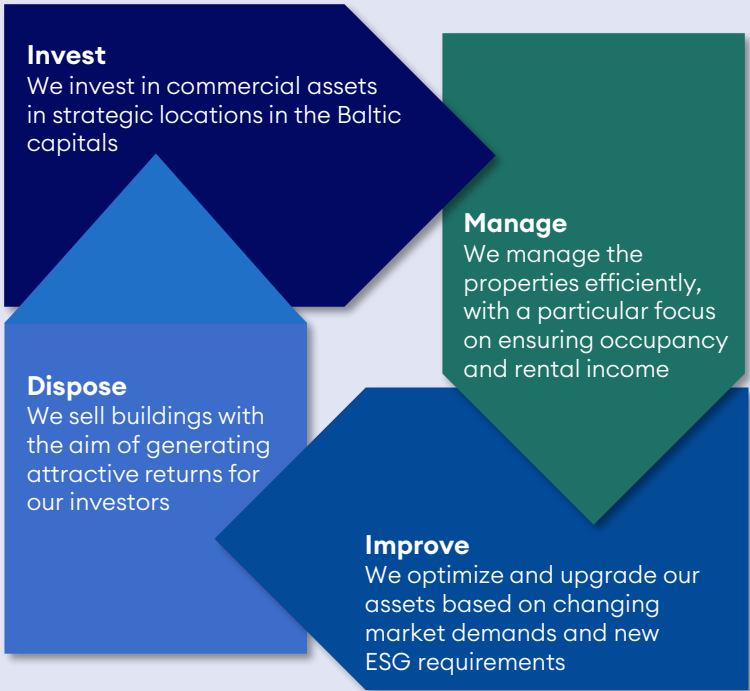 Invest
We invest in commercial assets
in strategic locations in the Baltic
capitals
Manage
We manage the
properties efficiently,
with a particular focus
on ensuring occupancy
and rental income
Improve
We optimize and upgrade our
assets based on changing
market demands and new
ESG requirements
Dispose
We sell buildings with
the aim of generating
attractive returns for
our investors